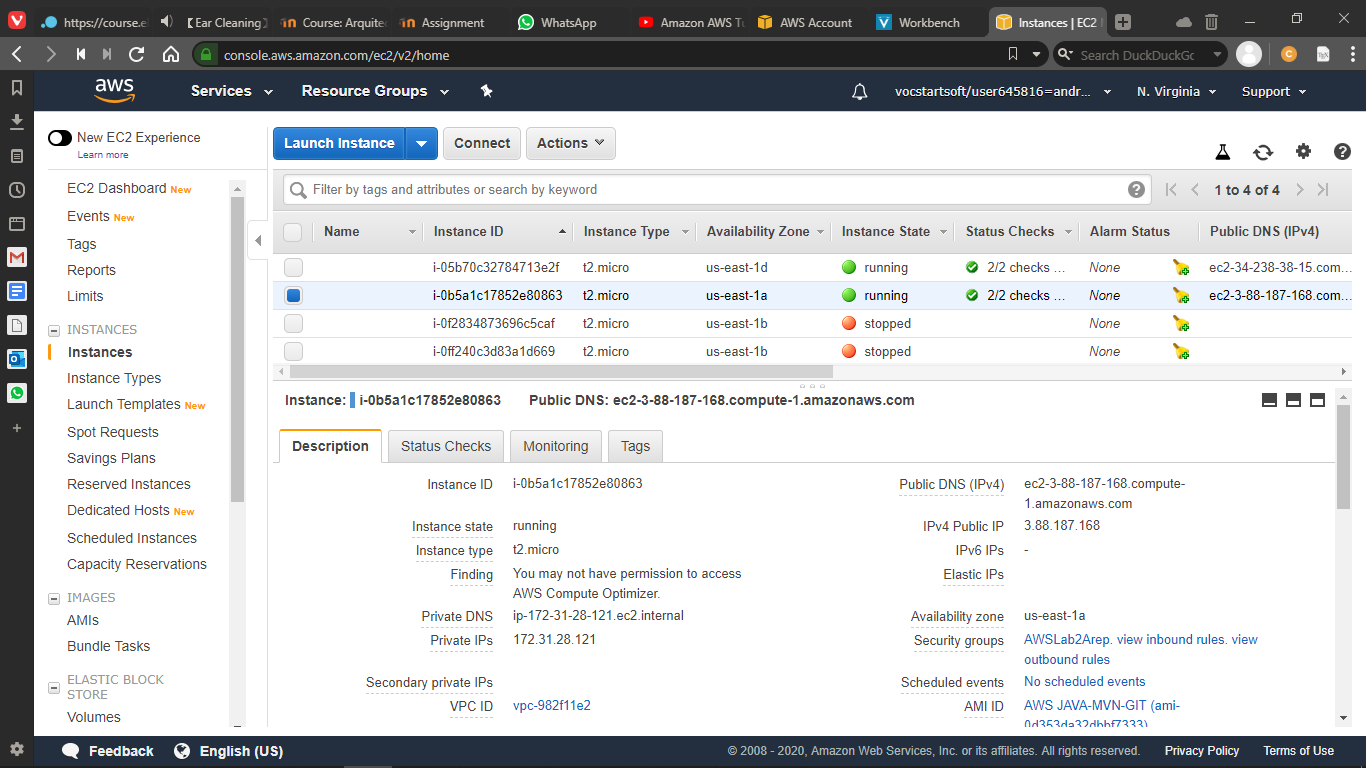 https://course.e
Ear Cleaning
Course: Arquite
Assignment
WhatsApp
Amazon AWS Tu
AWS Account
Workbench
Instances | EC2
console.aws.amazon.com/ec2/v2/home
Search DuckDuckGo
aws
Services
Resource Groups
vocstartsoft/user645816=andr...
N. Virginia
Support
New EC2 Experience
Learn more
EC2 Dashboard New
Events New
Tags
Reports
Limits
INSTANCES
Instances
Instance Types
Launch Templates New
Spot Requests
Savings Plans
Reserved Instances
Dedicated Hosts New
Scheduled Instances
Capacity Reservations
IMAGES
AMIs
Bundle Tasks
ELASTIC BLOCK
STORE
Volumes
Launch Instance
Connect
Actions
Filter by tags and attributes or search by keyword
1 to 4 of 4
Name Instance ID Instance Type Availability Zone Instance State Status Checks Alarm Status Public DNS (IPv4)
i-05b70c32784713e2f t2.micro us-east-1d running 2/2 checks ... None ec2-34-238-38-15.com...
i-0b5a1c17852e80863 t2.micro us-east-1a running 2/2 checks ... None ec2-3-88-187-168.com...
i-0f2834873696c5caf t2.micro us-east-1b stopped None
i-0ff240c3d83a1d669 t2.micro us-east-1b stopped None
Instance: i-0b5a1c17852e80863 Public DNS: ec2-3-88-187-168.compute-1.amazonaws.com
Description
Status Checks
Monitoring
Tags
Instance ID i-0b5a1c17852e80863
Instance state running
Instance type t2.micro
Finding You may not have permission to access
AWS Compute Optimizer.
Private DNS ip-172-31-28-121.ec2.internal
Private IPs 172.31.28.121
Secondary private IPs
VPC ID vpc-982f11e2
Public DNS (IPv4) ec2-3-88-187-168.compute-
1.amazonaws.com
IPv4 Public IP 3.88.187.168
IPv6 IPs -
Elastic IPs
Availability zone us-east-1a
Security groups AWSLab2Arep. view inbound rules. view
outbound rules
Scheduled events No scheduled events
AMI ID AWS JAVA-MVN-GIT (ami-
0d353da32dbbf7333)
Feedback
English (US)
© 2008 - 2020, Amazon Web Services, Inc. or its affiliates. All rights reserved.
Privacy Policy
Terms of Use